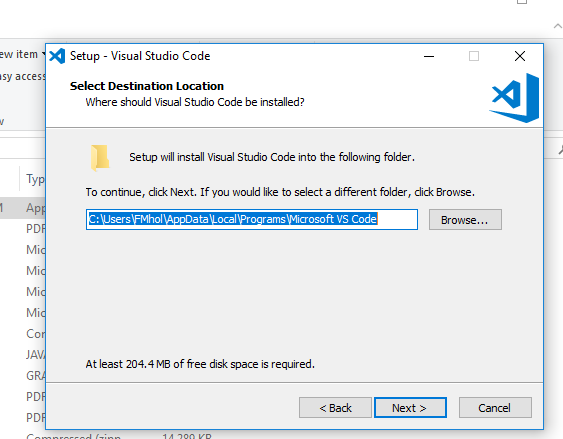 ew item
asy access
Setup - Visual Studio Code
Select Destination Location
Where should Visual Studio Code be installed?
Setup will install Visual Studio Code into the following folder.
To continue, click Next. If you would like to select a different folder, click Browse.
C:\Users\FMhol\AppData\Local\Programs\Microsoft VS Code
Browse...
At least 204.4 MB of free disk space is required.
< Back
Next >
Cancel
Typ
App
PDF
Mic
Mic
Mic
Mic
Cor
JAV
GRA
PDF
PDF
Compressed (zipp
14,289 KB